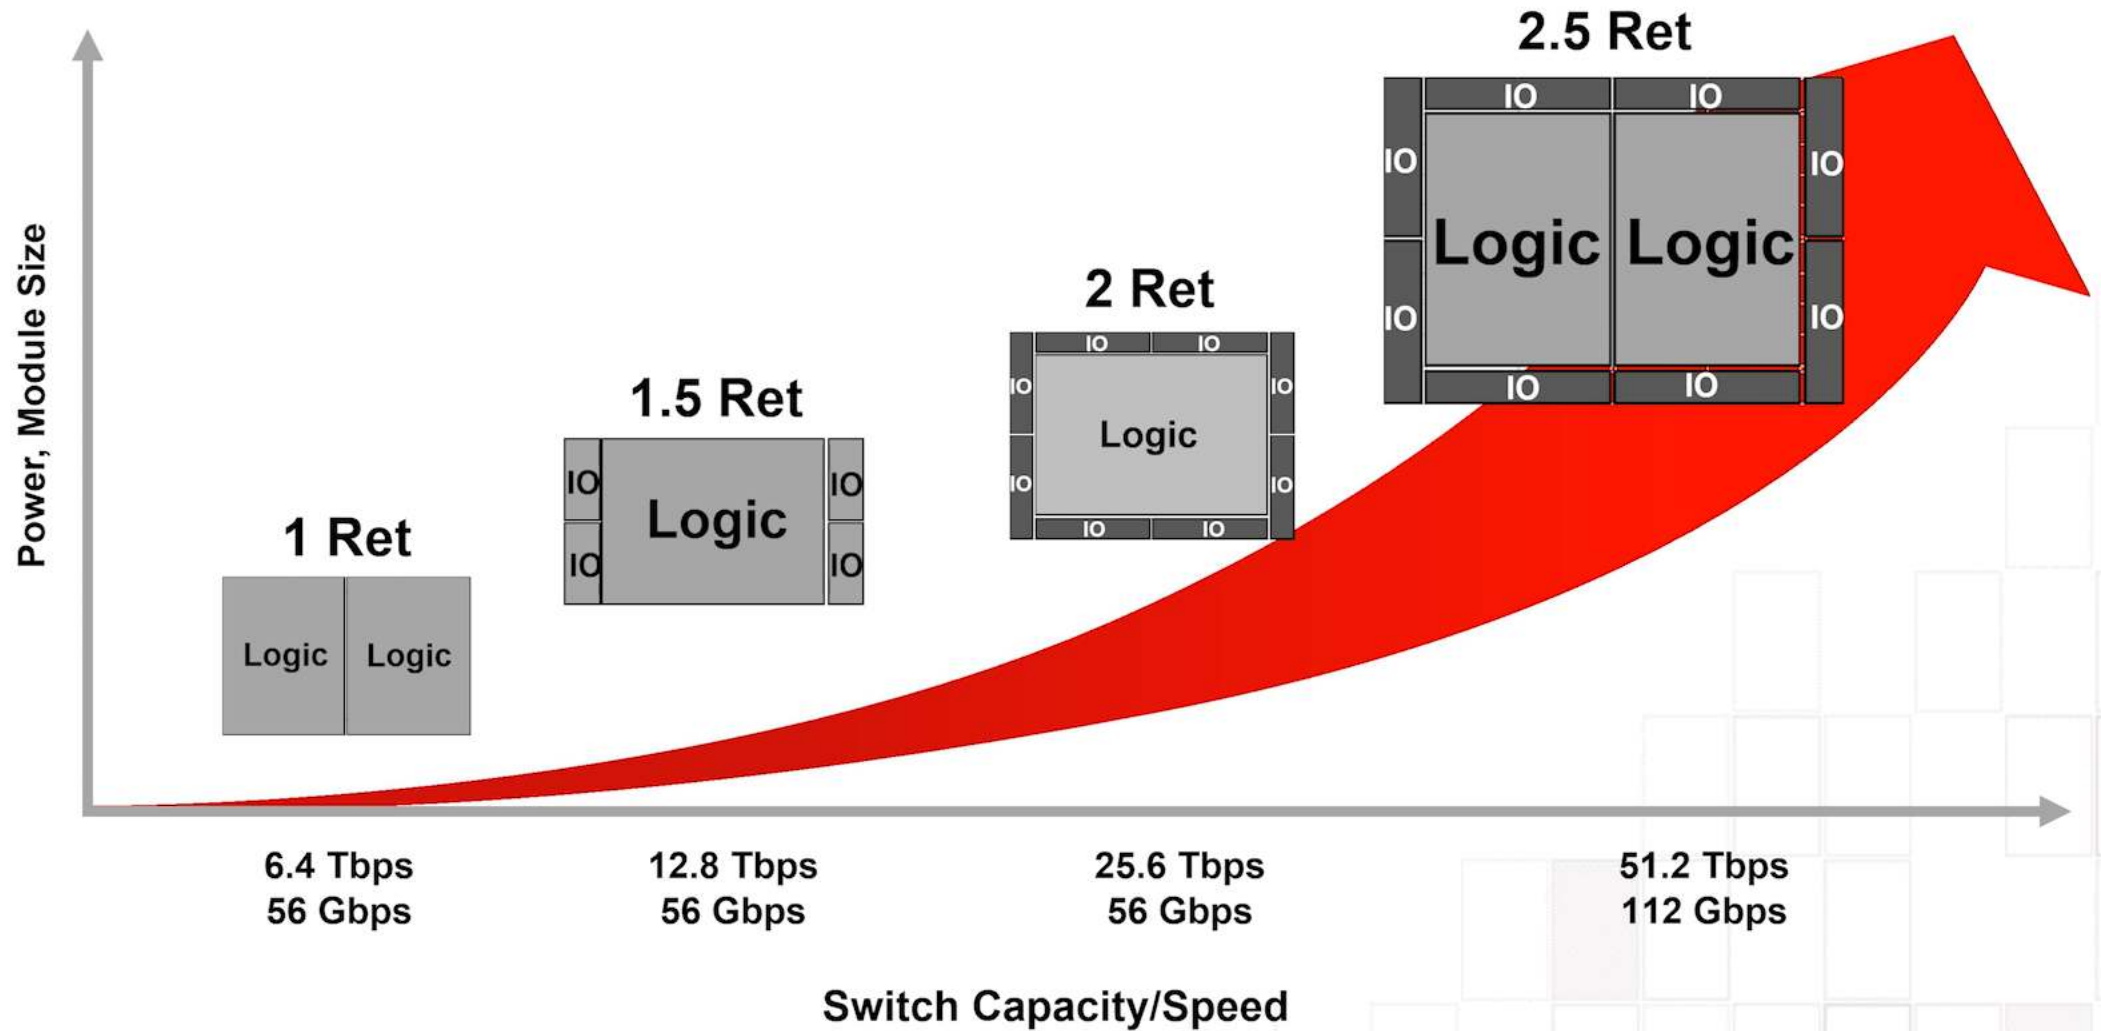 2.5 Ret
IO IO
IO IO
Logic Logic
IO IO
IO IO
2 Ret
IO IO
IO IO
Logic
IO IO
IO IO
1.5 Ret
IO IO
Logic
IO IO
1 Ret
Logic Logic
Power, Module Size
6.4 Tbps
56 Gbps
12.8 Tbps
56 Gbps
25.6 Tbps
56 Gbps
51.2 Tbps
112 Gbps
Switch Capacity/Speed